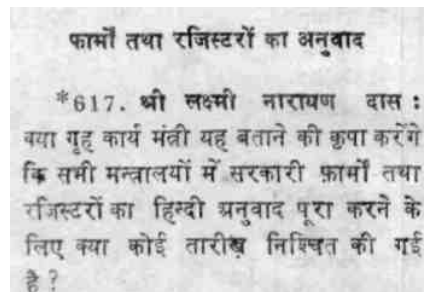 फार्मों तथा रजिस्टरों का अनुवाद
*617. श्री लक्ष्मी नारायण दास :
क्या गृह कार्य मंत्री यह बताने की कृपा करेंगे
कि सभी मन्त्रालयों में सरकारी फ़ार्मों तथा
रजिस्टरों का हिन्दी अनुवाद पूरा करने के
लिए क्या कोई तारीख निश्चित की गई
है ?